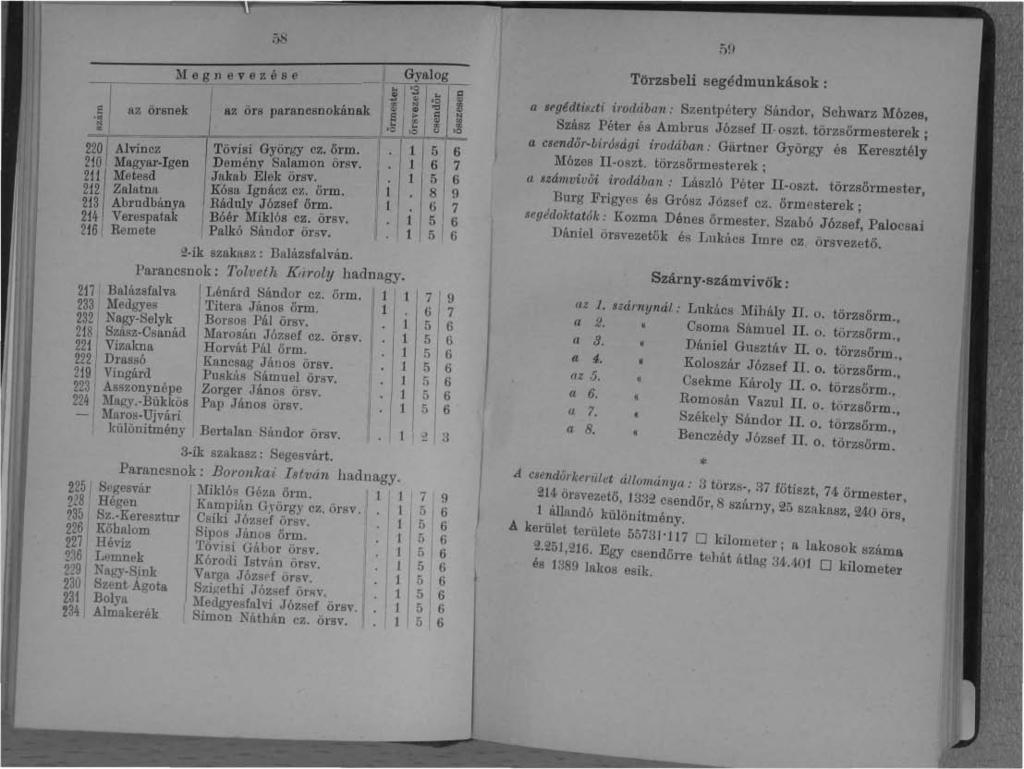 58
Megnevezése Gyalog
szám az örsnek az örs parancsnokának örmester örsvezető csendőr összesen
220 Alvincz Tövisi György cz. őrm. . 1 5 6
210 Magyar-Igen Demény Salamon örsv. . 1 6 7
211 Metesd Jakab Elek örsv. . 1 5 6
212 Zalatna Kósa Ignácz cz. őrm. 1 . 8 9
213 Abrudbánya Ráduly József őrm. 1 . 6 7
214 Verespatak Boér Miklós cz. örsv. . 1 5 6
216 Remete Palkó Sándor örsv. . 1 5 6
2-ik szakasz: Balázsfalván.
Parancsnok: Tolveth Károly hadnagy.
217 Balázsfalva Lénárd Sándor cz. őrm. 1 1 7 9
233 Medgyes Titera János őrm. 1 . 6 7
232 Nagy-Selyk Borsos Pál örsv. . 1 5 6
218 Szász-Csanád Marosán József cz. örsv. . 1 5 6
221 Vizakna Horvát Pál őrm. . 1 5 6
222 Drassó Kancsag János örsv. . 1 5 6
219 Vingárd Puskás Sámuel örsv. . 1 5 6
223 Asszonynépe Zorger János örsv. . 1 5 6
224 Magy.-Bükkös Pap János örsv. . 1 5 6
— Maros-Ujvári
különitmény Bertalan Sándor örsv. . 1 2 3
3-ik szakasz: Segesvárt.
Parancsnok: Boronkai István hadnagy.
225 Segesvár Miklós Géza őrm. 1 1 7 9
228 Hégen Kampián György cz. örsv. . 1 5 6
235 Sz.-Keresztur Csiki József örsv. . 1 5 6
226 Kőhalom Sipos János őrm. . 1 5 6
227 Héviz Tövisi Gábor örsv. . 1 5 6
236 Lemnek Kóródi István örsv. . 1 5 6
229 Nagy-Sink Varga József örsv. . 1 5 6
230 Szent-Ágota Szigethi József örsv. . 1 5 6
231 Bolya Medgyesfalvi József örsv. . 1 5 6
234 Almakerék Simon Náthán cz. örsv. . 1 5 6
59
Törzsbeli segédmunkások:
a segédtiszti irodában: Szentpétery Sándor, Schwarz Mózes,
Szász Péter és Ambrus József II-oszt. törzsőrmesterek;
a csendőr-birósági irodában: Gärtner György és Keresztély
Mózes II-oszt. törzsőrmesterek;
a számvivői irodában: László Péter II-oszt. törzsőrmester,
Burg Frigyes és Grósz József cz. őrmesterek;
segédoktatók: Kozma Dénes őrmester, Szabó József, Palocsai
Dániel örsvezetők és Lukács Imre cz. örsvezető.
Szárny-számvivők:
az 1. szárnynál: Lukács Mihály II. o. törzsőrm.,
a 2. « Csoma Sámuel II. o. törzsőrm.,
a 3. « Dániel Gusztáv II. o. törzsőrm.,
a 4. « Koloszár József II. o. törzsőrm.,
az 5. « Csekme Károly II. o. törzsőrm.,
a 6. « Romosán Vazul II. o. törzsőrm.,
a 7. « Székely Sándor II. o. törzsőrm.,
a 8. « Benczédy József II. o. törzsőrm.
*
A csendőrkerület állománya: 3 törzs-, 37 főtiszt, 74 őrmester,
214 örsvezető, 1332 csendőr, 8 szárny, 25 szakasz, 240 örs,
1 állandó különitmény.
A kerület területe 55731·117 □ kilometer; a lakosok száma
2.251,216. Egy csendőrre tehát átlag 34.401 □ kilometer
és 1389 lakos esik.